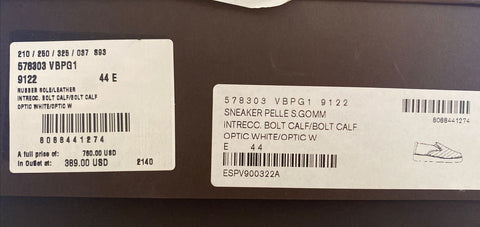 210 / 250 / 325 / 037 893
578303 VBPG1
9122 44 E
RUBBER SOLE/LEATHER
INTRECC. BOLT CALF/BOLT CALF
OPTIC WHITE/OPTIC W
8088441274
A full price of: 760.00 USD
In Outlet at: 389.00 USD 2140
578303 VBPG1 9122
SNEAKER PELLE S.GOMM
INTRECC. BOLT CALF/BOLT CALF
OPTIC WHITE/OPTIC W
E 44
ESPV900322A
8088441274